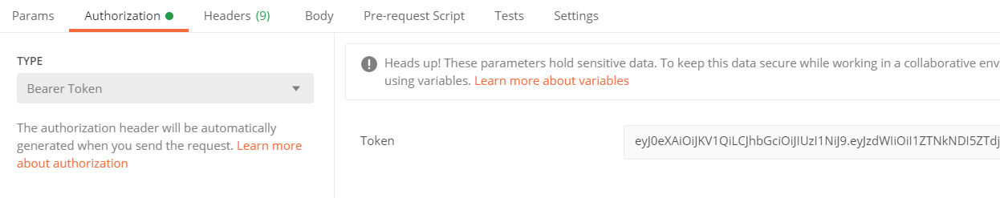 Params Authorization Headers (9) Body Pre-request Script Tests Settings
TYPE
Bearer Token
The authorization header will be automatically
generated when you send the request. Learn more
about authorization
Heads up! These parameters hold sensitive data. To keep this data secure while working in a collaborative env
using variables. Learn more about variables
Token
eyJ0eXAiOiJKV1QiLCJhbGciOiJIUzI1NiJ9.eyJzdWIiOiI1ZTNkNDI5ZTdj